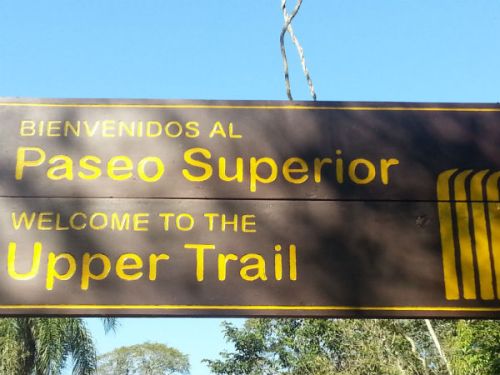 BIENVENIDOS AL
Paseo Superior
WELCOME TO THE
Upper Trail